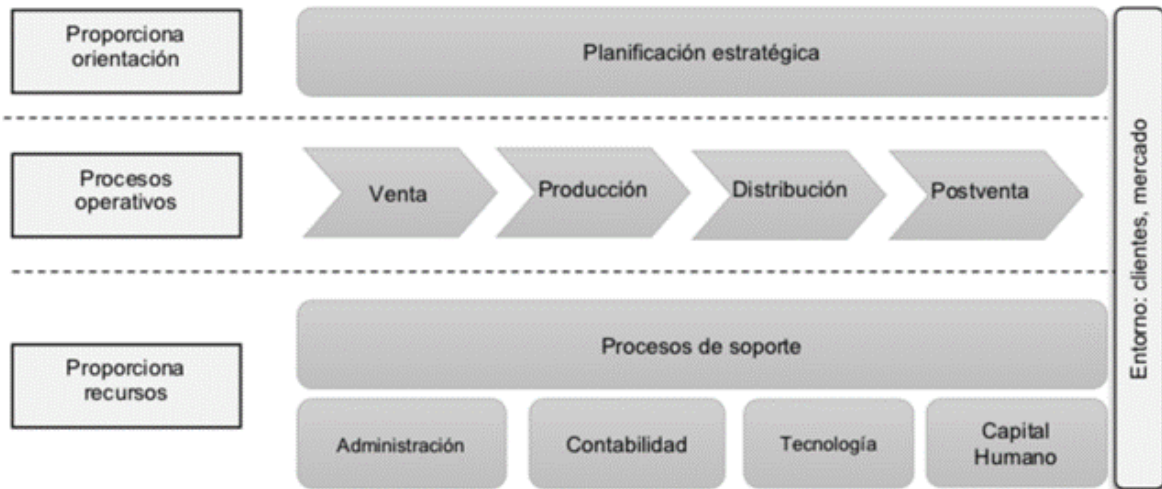 Proporciona
orientación
Planificación estratégica
Procesos
operativos
Venta
Producción
Distribución
Postventa
Proporciona
recursos
Procesos de soporte
Administración
Contabilidad
Tecnología
Capital
Humano
Entorno: clientes, mercado